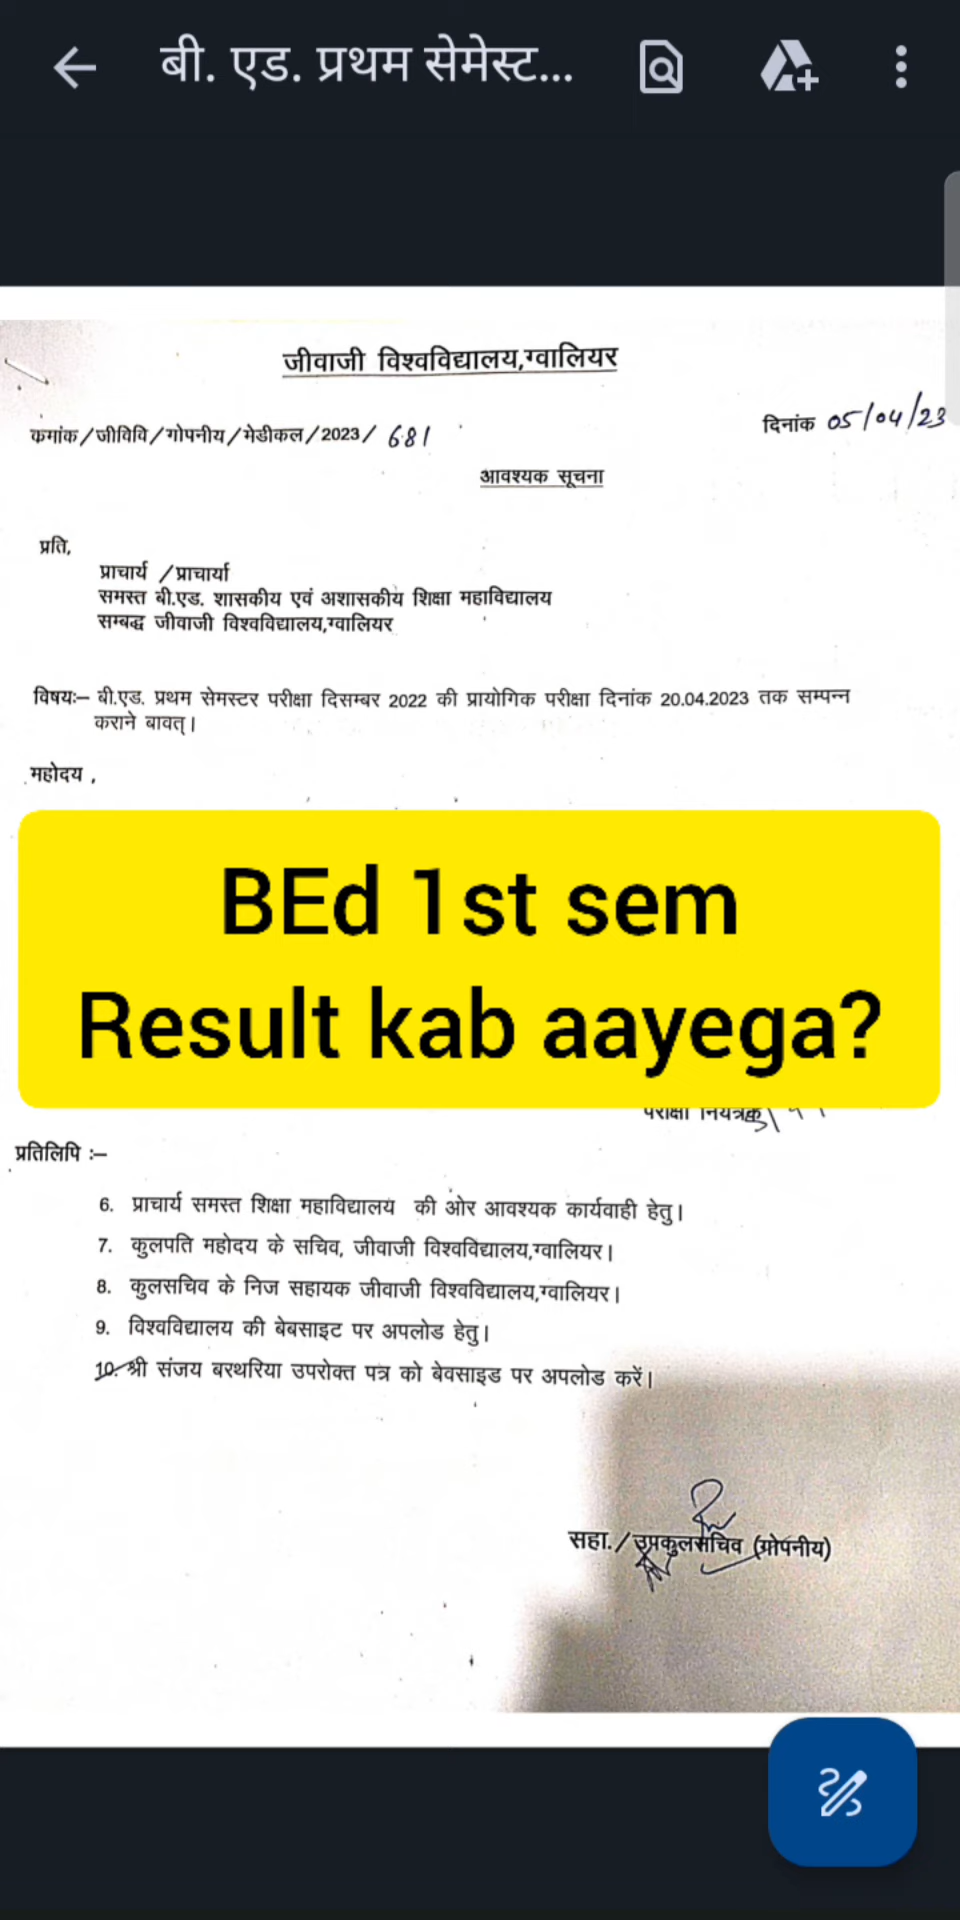 बी. एड. प्रथम सेमेस्ट...
जीवाजी विश्वविद्यालय,ग्वालियर
कमांक/जीविवि/गोपनीय/मेडीकल/2023/ 681
दिनांक 05/04/23
आवश्यक सूचना
प्रति,
प्राचार्य /प्राचार्या
समस्त बी.एड. शासकीय एवं अशासकीय शिक्षा महाविद्यालय
सम्बद्ध जीवाजी विश्वविद्यालय,ग्वालियर
विषयः– बी.एड. प्रथम सेमस्टर परीक्षा दिसम्बर 2022 की प्रायोगिक परीक्षा दिनांक 20.04.2023 तक सम्पन्न
कराने बावत्।
महोदय ,
BEd 1st sem
Result kab aayega?
परीक्षा नियंत्रक
प्रतिलिपि :–
6. प्राचार्य समस्त शिक्षा महाविद्यालय की ओर आवश्यक कार्यवाही हेतु।
7. कुलपति महोदय के सचिव, जीवाजी विश्वविद्यालय,ग्वालियर।
8. कुलसचिव के निज सहायक जीवाजी विश्वविद्यालय,ग्वालियर।
9. विश्वविद्यालय की बेबसाइट पर अपलोड हेतु।
10. श्री संजय बरथरिया उपरोक्त पत्र को बेवसाइड पर अपलोड करें।
सहा./उपकुलसचिव (गोपनीय)